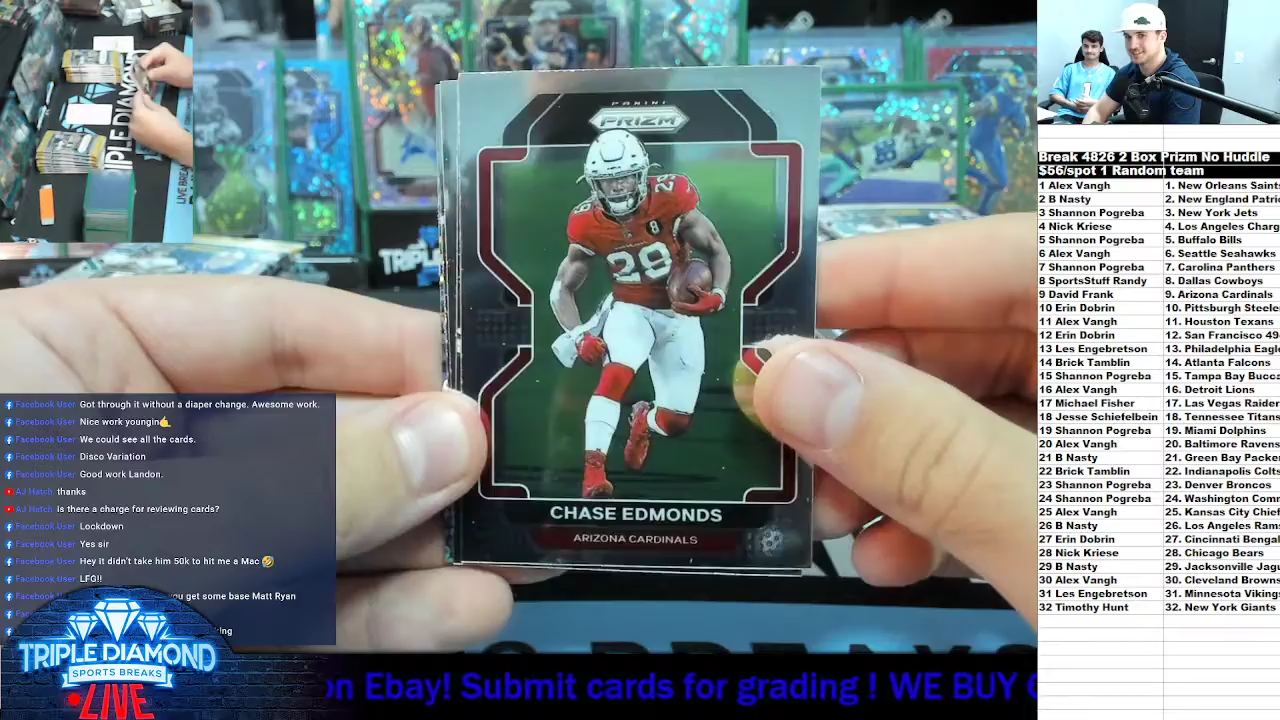 PANINI
PRIZM
29
29
8
28
CHASE EDMONDS
ARIZONA CARDINALS
TRIPLE
LIVE BREA
Facebook User Got through it without a diaper change. Awesome work.
Facebook User Nice work youngin
Facebook User We could see all the cards.
Facebook User Disco Variation
Facebook User Good work Landon.
AJ Hatch thanks
AJ Hatch Is there a charge for reviewing cards?
Facebook User Lockdown
Facebook User Yes sir
Facebook User Hey it didn't take him 50k to hit me a Mac 🤣
Facebook User LFG!!
you get some base Matt Ryan
TRIPLE DIAMOND
SPORTS BREAKS
LIVE
on Ebay! Submit cards for grading ! WE BUY
Break 4826 2 Box Prizm No Huddle
$56/spot 1 Random team
1 Alex Vangh 1. New Orleans Saint
2 B Nasty 2. New England Patri
3 Shannon Pogreba 3. New York Jets
4 Nick Kriese 4. Los Angeles Charg
5 Shannon Pogreba 5. Buffalo Bills
6 Alex Vangh 6. Seattle Seahawks
7 Shannon Pogreba 7. Carolina Panthers
8 SportsStuff Randy 8. Dallas Cowboys
9 David Frank 9. Arizona Cardinals
10 Erin Dobrin 10. Pittsburgh Steele
11 Alex Vangh 11. Houston Texans
12 Erin Dobrin 12. San Francisco 49
13 Les Engebretson 13. Philadelphia Eagl
14 Brick Tamblin 14. Atlanta Falcons
15 Shannon Pogreba 15. Tampa Bay Bucca
16 Alex Vangh 16. Detroit Lions
17 Michael Fisher 17. Las Vegas Raider
18 Jesse Schiefelbein 18. Tennessee Titans
19 Shannon Pogreba 19. Miami Dolphins
20 Alex Vangh 20. Baltimore Ravens
21 B Nasty 21. Green Bay Packe
22 Brick Tamblin 22. Indianapolis Colts
23 Shannon Pogreba 23. Denver Broncos
24 Shannon Pogreba 24. Washington Comm
25 Alex Vangh 25. Kansas City Chief
26 B Nasty 26. Los Angeles Ram
27 Erin Dobrin 27. Cincinnati Bengal
28 Nick Kriese 28. Chicago Bears
29 B Nasty 29. Jacksonville Jagu
30 Alex Vangh 30. Cleveland Browns
31 Les Engebretson 31. Minnesota Viking
32 Timothy Hunt 32. New York Giants